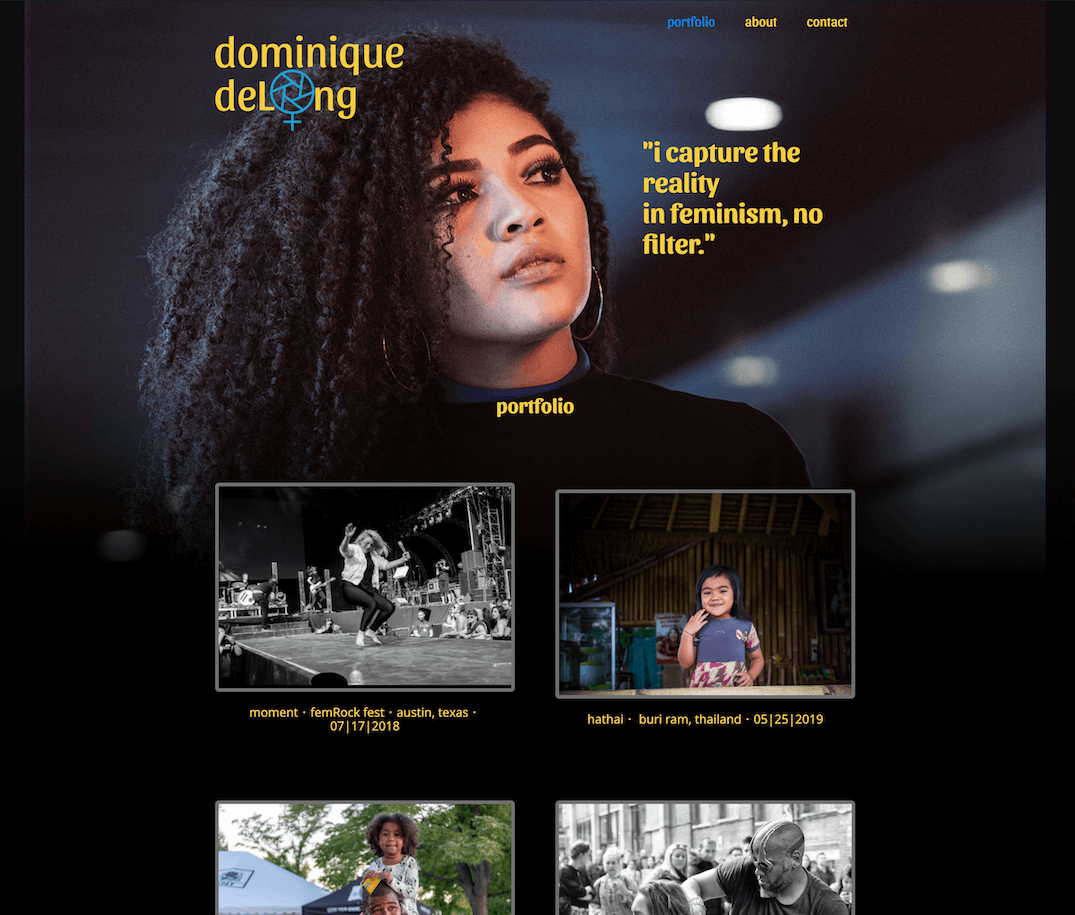 portfolio about contact
dominique
deLong
"i capture the
reality
in feminism, no
filter."
portfolio
moment · femRock fest · austin, texas ·
07|17|2018
hathai · buri ram, thailand · 05|25|2019